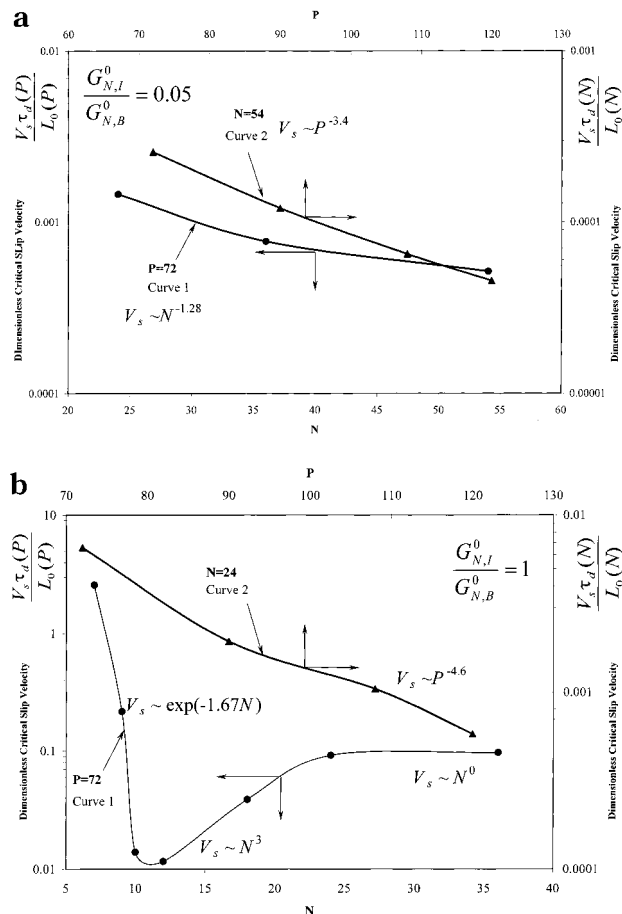 a
P
60 70 80 90 100 110 120 130
0.01
0.001
0.0001
V_s τ_d(P) / L_0(P)
Dimensionless Critical SLip Velocity
G^0_{N,I} / G^0_{N,B} = 0.05
N=54
Curve 2
V_s ~P^{-3.4}
P=72
Curve 1
V_s ~N^{-1.28}
0.001
0.0001
0.00001
V_s τ_d(N) / L_0(N)
Dimensionless Critical Slip Velocity
20 25 30 35 40 45 50 55 60
N
b
P
70 80 90 100 110 120 130
10
1
0.1
0.01
V_s τ_d(P) / L_0(P)
Dimensionless Critical Slip Velocity
N=24
Curve 2
G^0_{N,I} / G^0_{N,B} = 1
V_s ~P^{-4.6}
V_s ~ exp(-1.67N)
P=72
Curve 1
V_s ~ N^0
V_s ~ N^3
0.01
0.001
0.0001
V_s τ_d(N) / L_0(N)
Dimensionless Critical Slip Velocity
5 10 15 20 25 30 35 40
N